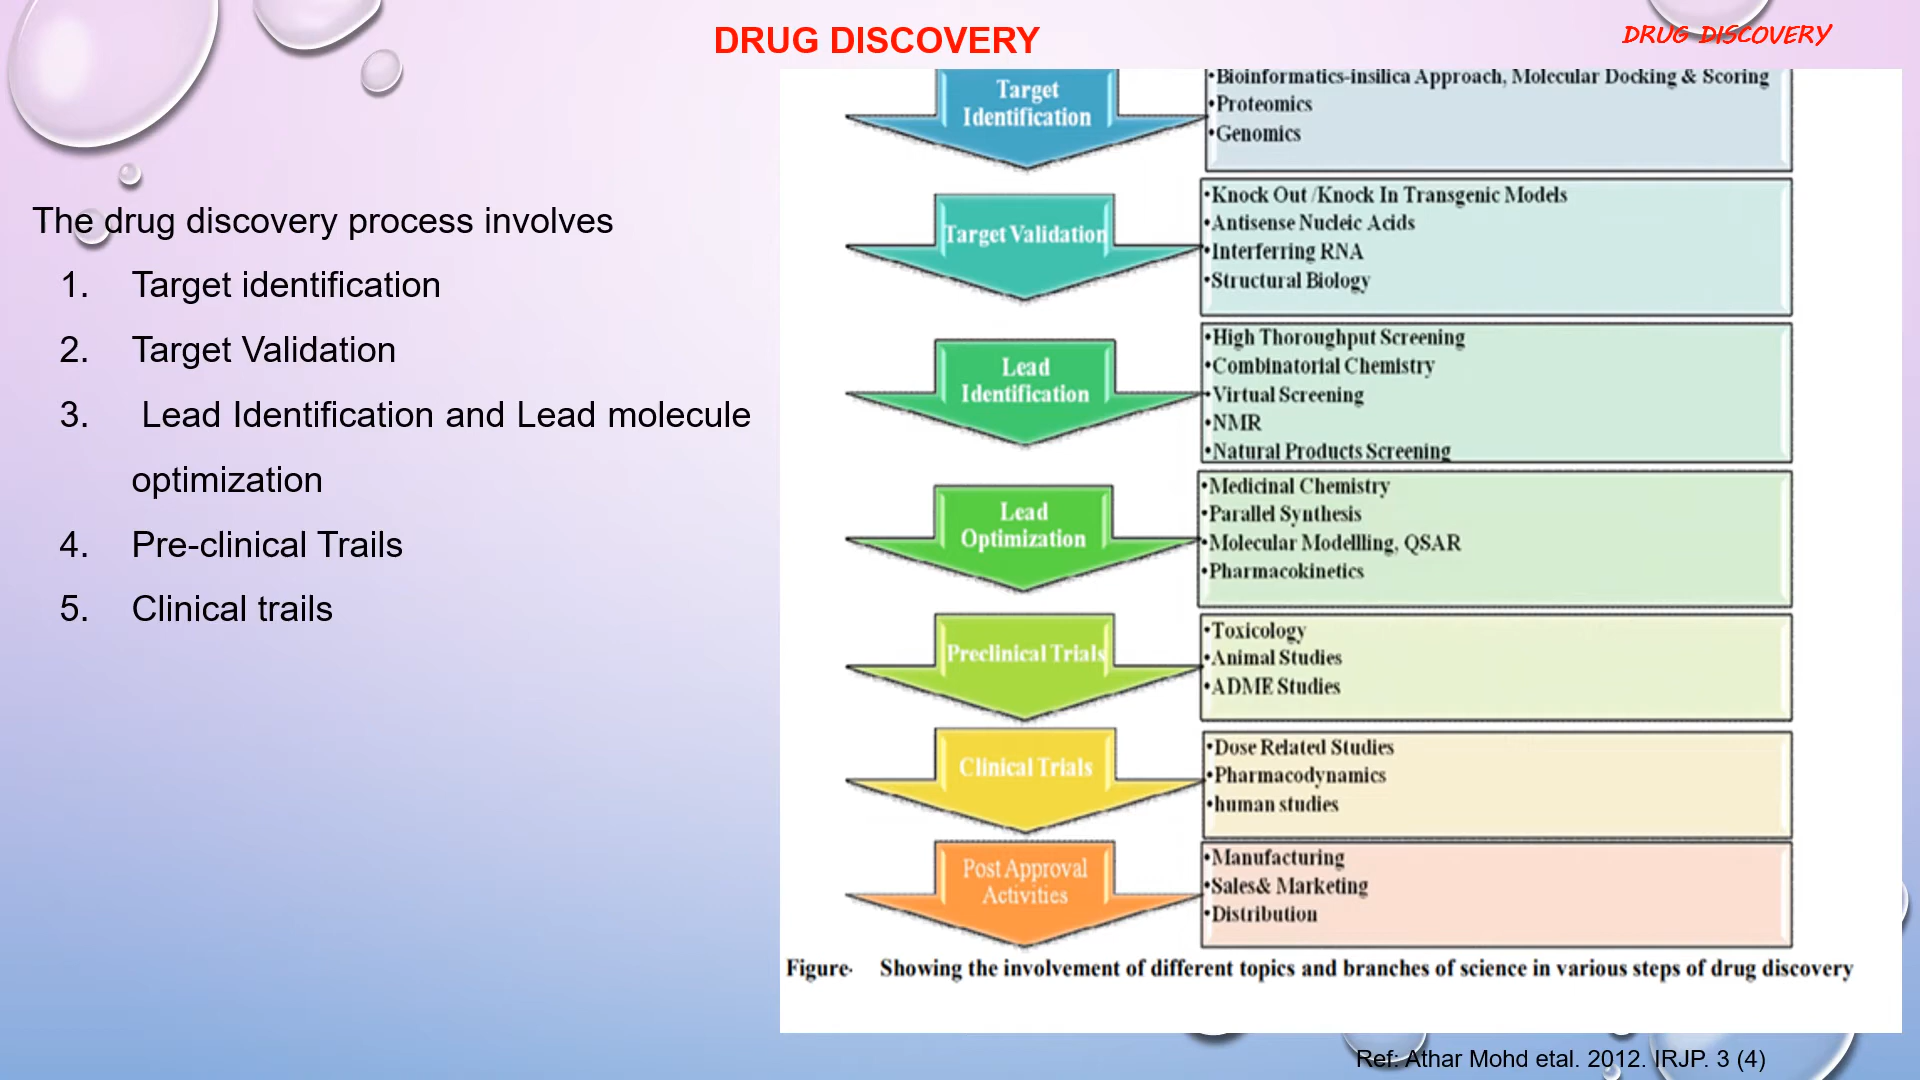 DRUG DISCOVERY
DRUG DISCOVERY
The drug discovery process involves
1. Target identification
2. Target Validation
3. Lead Identification and Lead molecule
optimization
4. Pre-clinical Trails
5. Clinical trails
Target
Identification
•Bioinformatics-insilica Approach, Molecular Docking & Scoring
•Proteomics
•Genomics
Target Validation
•Knock Out /Knock In Transgenic Models
•Antisense Nucleic Acids
•Interferring RNA
•Structural Biology
Lead
Identification
•High Thoroughput Screening
•Combinatorial Chemistry
•Virtual Screening
•NMR
•Natural Products Screening
Lead
Optimization
•Medicinal Chemistry
•Parallel Synthesis
•Molecular Modellling, QSAR
•Pharmacokinetics
Preclinical Trials
•Toxicology
•Animal Studies
•ADME Studies
Clinical Trials
•Dose Related Studies
•Pharmacodynamics
•human studies
Post Approval
Activities
•Manufacturing
•Sales& Marketing
•Distribution
Figure· Showing the involvement of different topics and branches of science in various steps of drug discovery
Ref: Athar Mohd etal. 2012. IRJP. 3 (4)